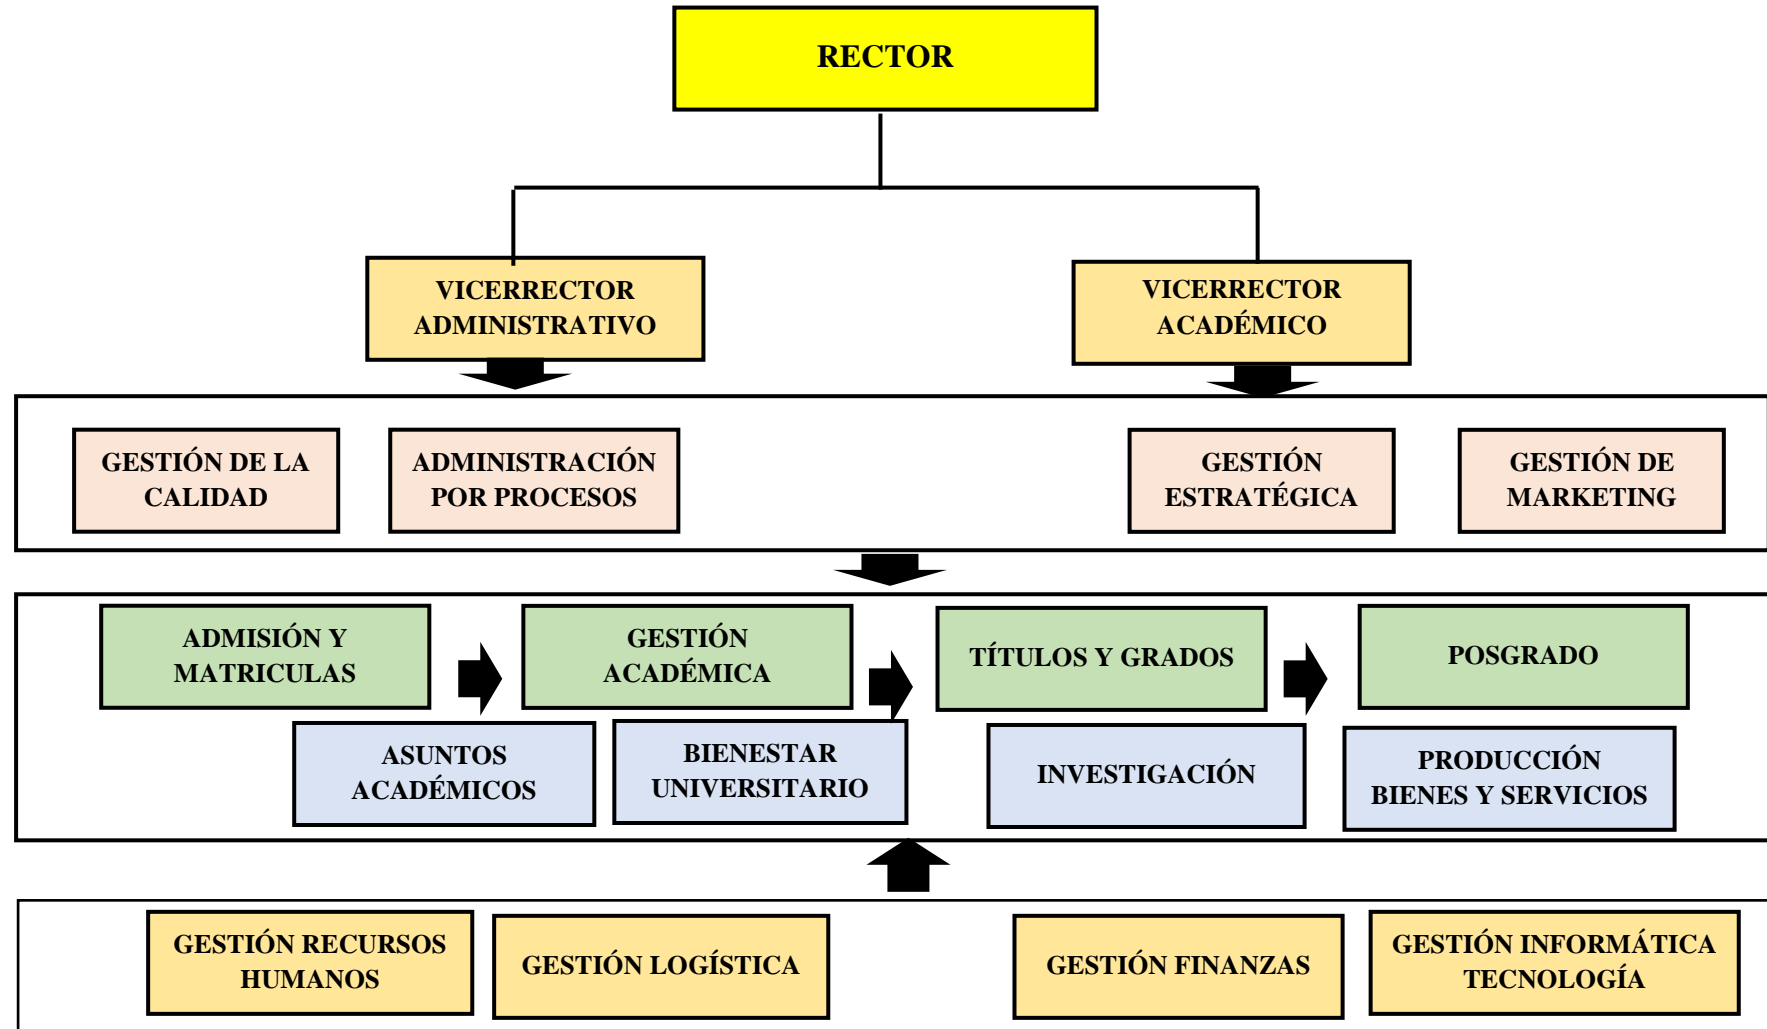 RECTOR
VICERRECTOR
ADMINISTRATIVO
VICERRECTOR
ACADÉMICO
GESTIÓN DE LA
CALIDAD
ADMINISTRACIÓN
POR PROCESOS
GESTIÓN
ESTRATÉGICA
GESTIÓN DE
MARKETING
ADMISIÓN Y
MATRICULAS
GESTIÓN
ACADÉMICA
TÍTULOS Y GRADOS
POSGRADO
ASUNTOS
ACADÉMICOS
BIENESTAR
UNIVERSITARIO
INVESTIGACIÓN
PRODUCCIÓN
BIENES Y SERVICIOS
GESTIÓN RECURSOS
HUMANOS
GESTIÓN LOGÍSTICA
GESTIÓN FINANZAS
GESTIÓN INFORMÁTICA
TECNOLOGÍA